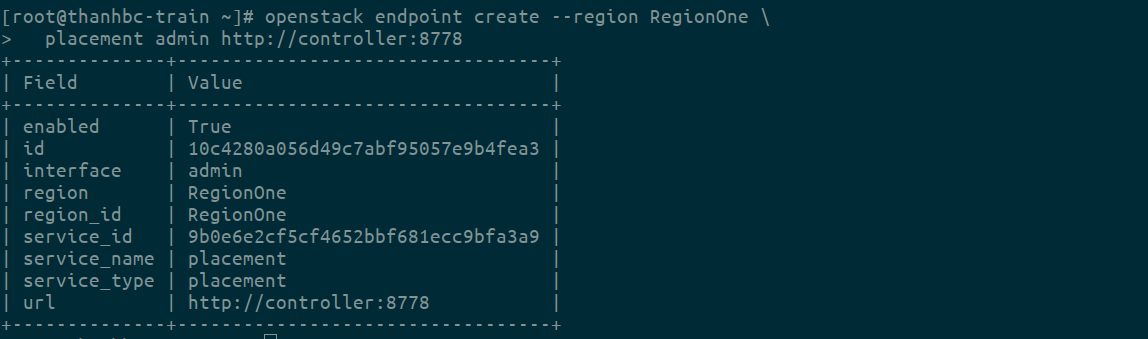 [root@thanhbc-train ~]# openstack endpoint create --region RegionOne \
>   placement admin http://controller:8778
+--------------+----------------------------------+
| Field        | Value                            |
+--------------+----------------------------------+
| enabled      | True                             |
| id           | 10c4280a056d49c7abf95057e9b4fea3 |
| interface    | admin                            |
| region       | RegionOne                        |
| region_id    | RegionOne                        |
| service_id   | 9b0e6e2cf5cf4652bbf681ecc9bfa3a9 |
| service_name | placement                        |
| service_type | placement                        |
| url          | http://controller:8778           |
+--------------+----------------------------------+